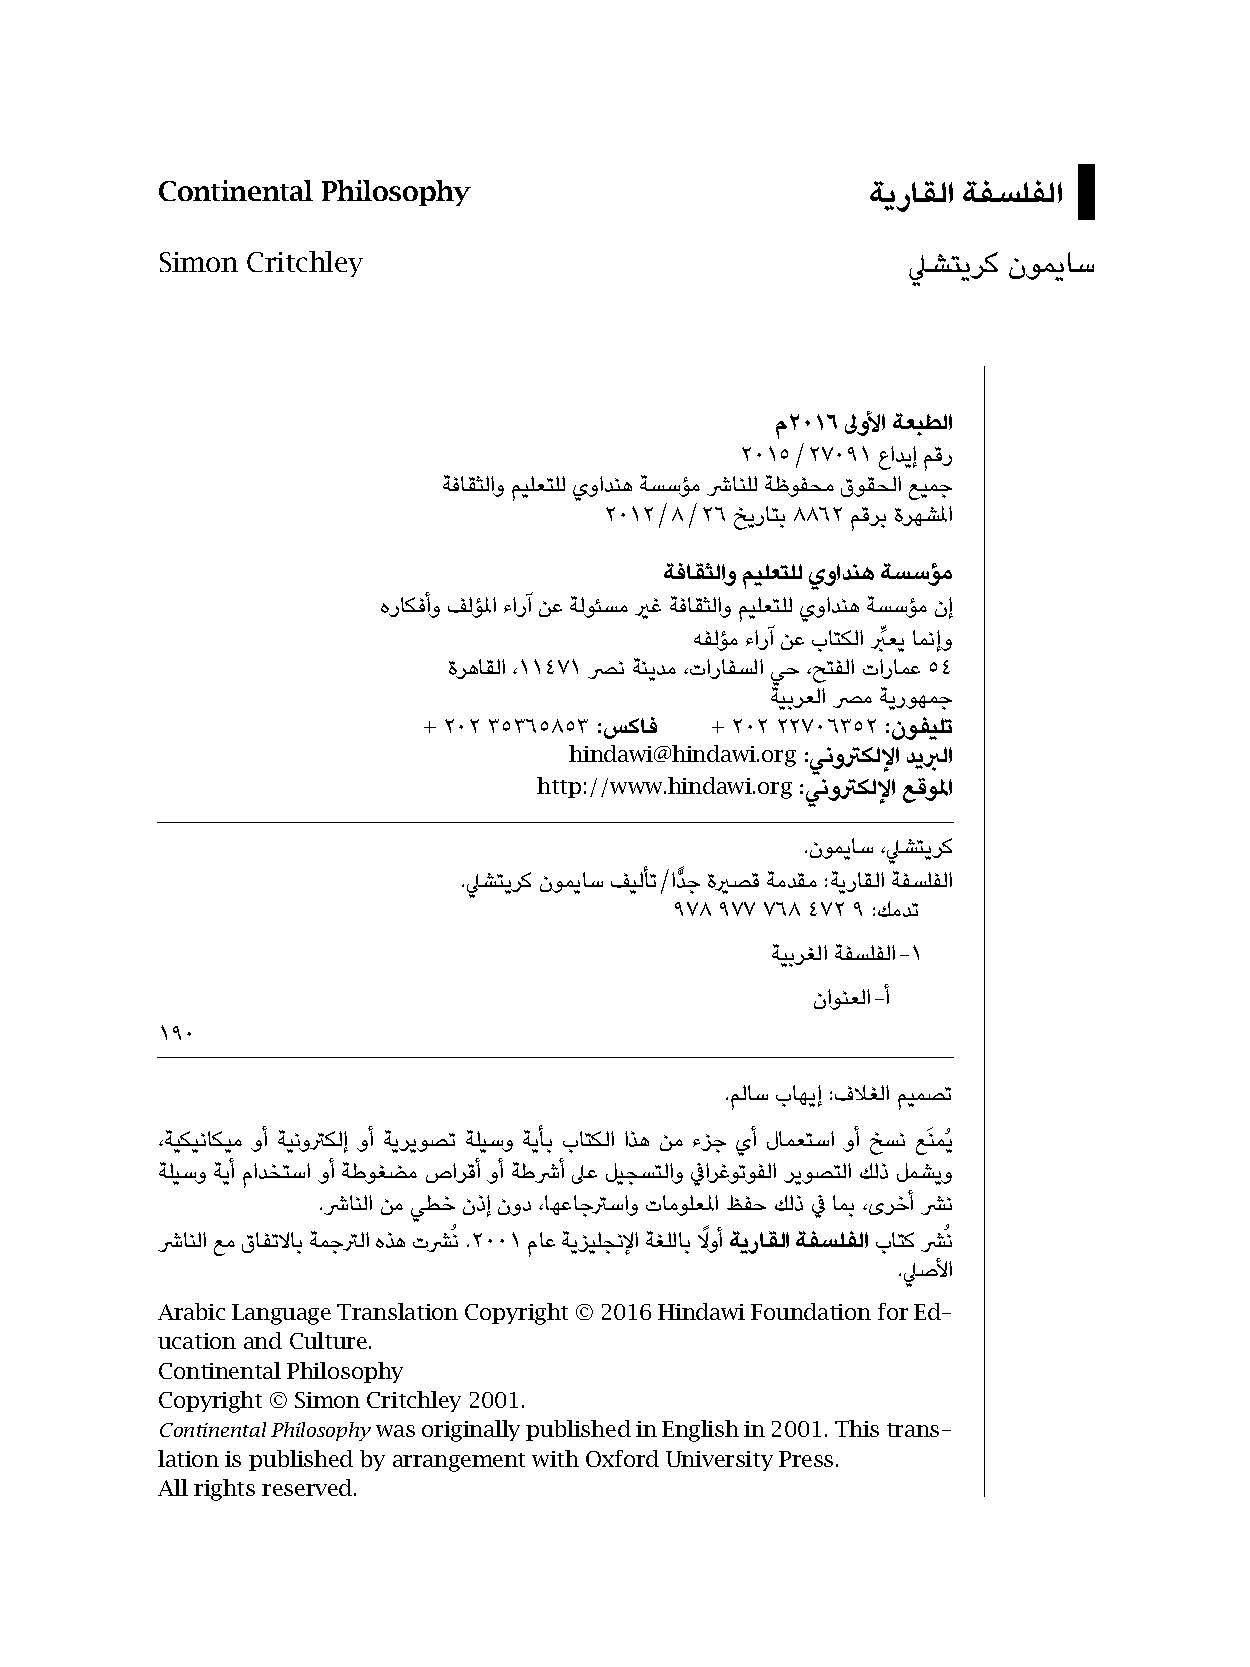 الفلسفة القارية
Continental Philosophy
سايمون كريتشلي
Simon Critchley
الطبعة الأولى ٢٠١٦م
رقم إيداع ٢٧٠٩١ / ٢٠١٥
جميع الحقوق محفوظة للناشر مؤسسة هنداوي للتعليم والثقافة
المشهرة برقم ٨٨٦٢ بتاريخ ٢٦ / ٨ / ٢٠١٢
مؤسسة هنداوي للتعليم والثقافة
إن مؤسسة هنداوي للتعليم والثقافة غير مسئولة عن آراء المؤلف وأفكاره
وإنما يعبِّر الكتاب عن آراء مؤلفه
٥٤ عمارات الفتح، حي السفارات، مدينة نصر ١١٤٧١، القاهرة
جمهورية مصر العربية
تليفون: ٢٢٧٠٦٣٥٢ ٢٠٢ + فاكس: ٣٥٣٦٥٨٥٣ ٢٠٢ +
البريد الإلكتروني: hindawi@hindawi.org
الموقع الإلكتروني: http://www.hindawi.org
كريتشلي، سايمون.
الفلسفة القارية: مقدمة قصيرة جدًّا/تأليف سايمون كريتشلي.
تدمك: ٩ ٤٧٢ ٧٦٨ ٩٧٧ ٩٧٨
١- الفلسفة الغربية
أ- العنوان
١٩٠
تصميم الغلاف: إيهاب سالم.
يُمنَع نسخ أو استعمال أي جزء من هذا الكتاب بأية وسيلة تصويرية أو إلكترونية أو ميكانيكية،
ويشمل ذلك التصوير الفوتوغرافي والتسجيل على أشرطة أو أقراص مضغوطة أو استخدام أية وسيلة
نشر أخرى، بما في ذلك حفظ المعلومات واسترجاعها، دون إذن خطي من الناشر.
نُشر كتاب الفلسفة القارية أولًا باللغة الإنجليزية عام ٢٠٠١. نُشرت هذه الترجمة بالاتفاق مع الناشر
الأصلي.
Arabic Language Translation Copyright © 2016 Hindawi Foundation for Ed-
ucation and Culture.
Continental Philosophy
Copyright © Simon Critchley 2001.
Continental Philosophy was originally published in English in 2001. This trans-
lation is published by arrangement with Oxford University Press.
All rights reserved.